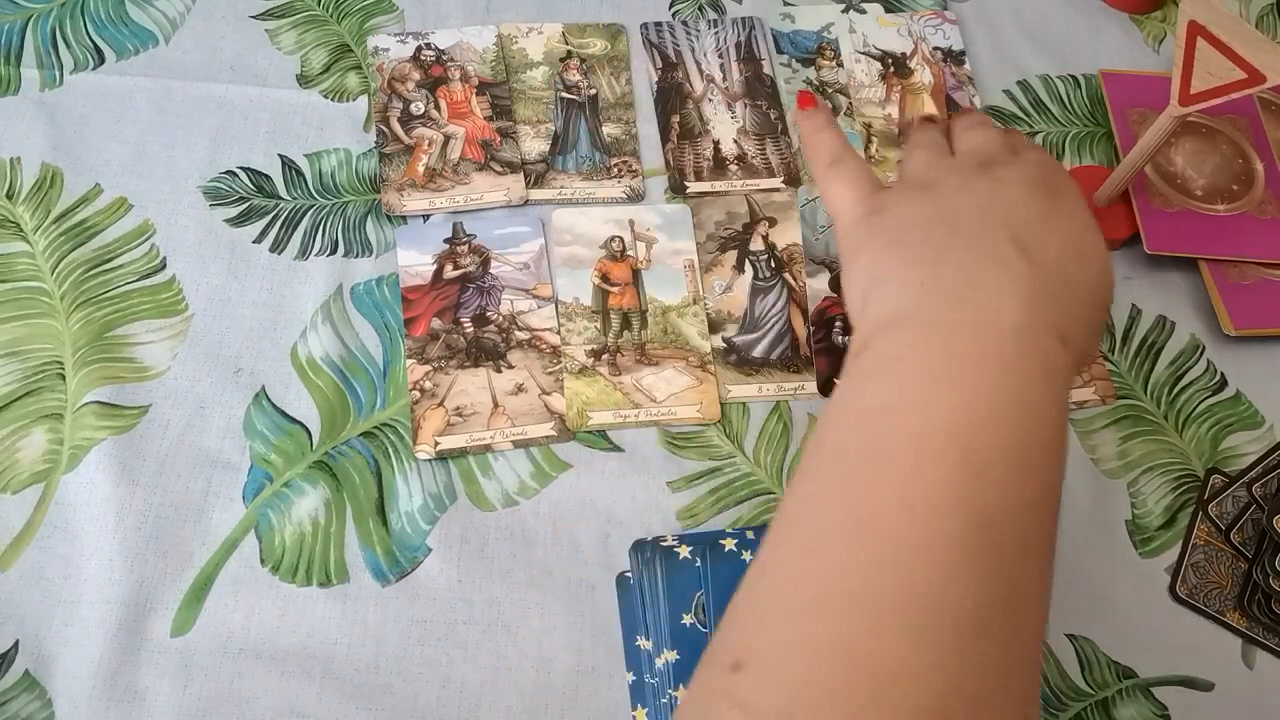 15 • The Devil
Ace of Cups
6 • The Lovers
Seven of Wands
Page of Pentacles
8 • Strength